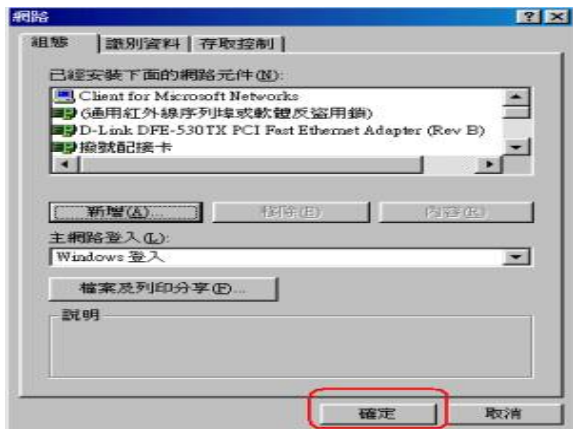 網路
組態 識別資料 存取控制
已經安裝下面的網路元件(N):
Client for Microsoft Networks
(通用紅外線序列埠或軟體反盜用鎖)
D-Link DFE-530TX PCI Fast Ethernet Adapter (Rev B)
撥號配接卡
新增(A)... 移除(E) 內容(R)
主網路登入(L):
Windows 登入
檔案及列印分享(F)...
說明
確定 取消